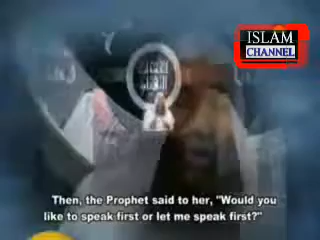 ISLAM
CHANNEL
Then, the Prophet said to her, "Would you
like to speak first or let me speak first?"